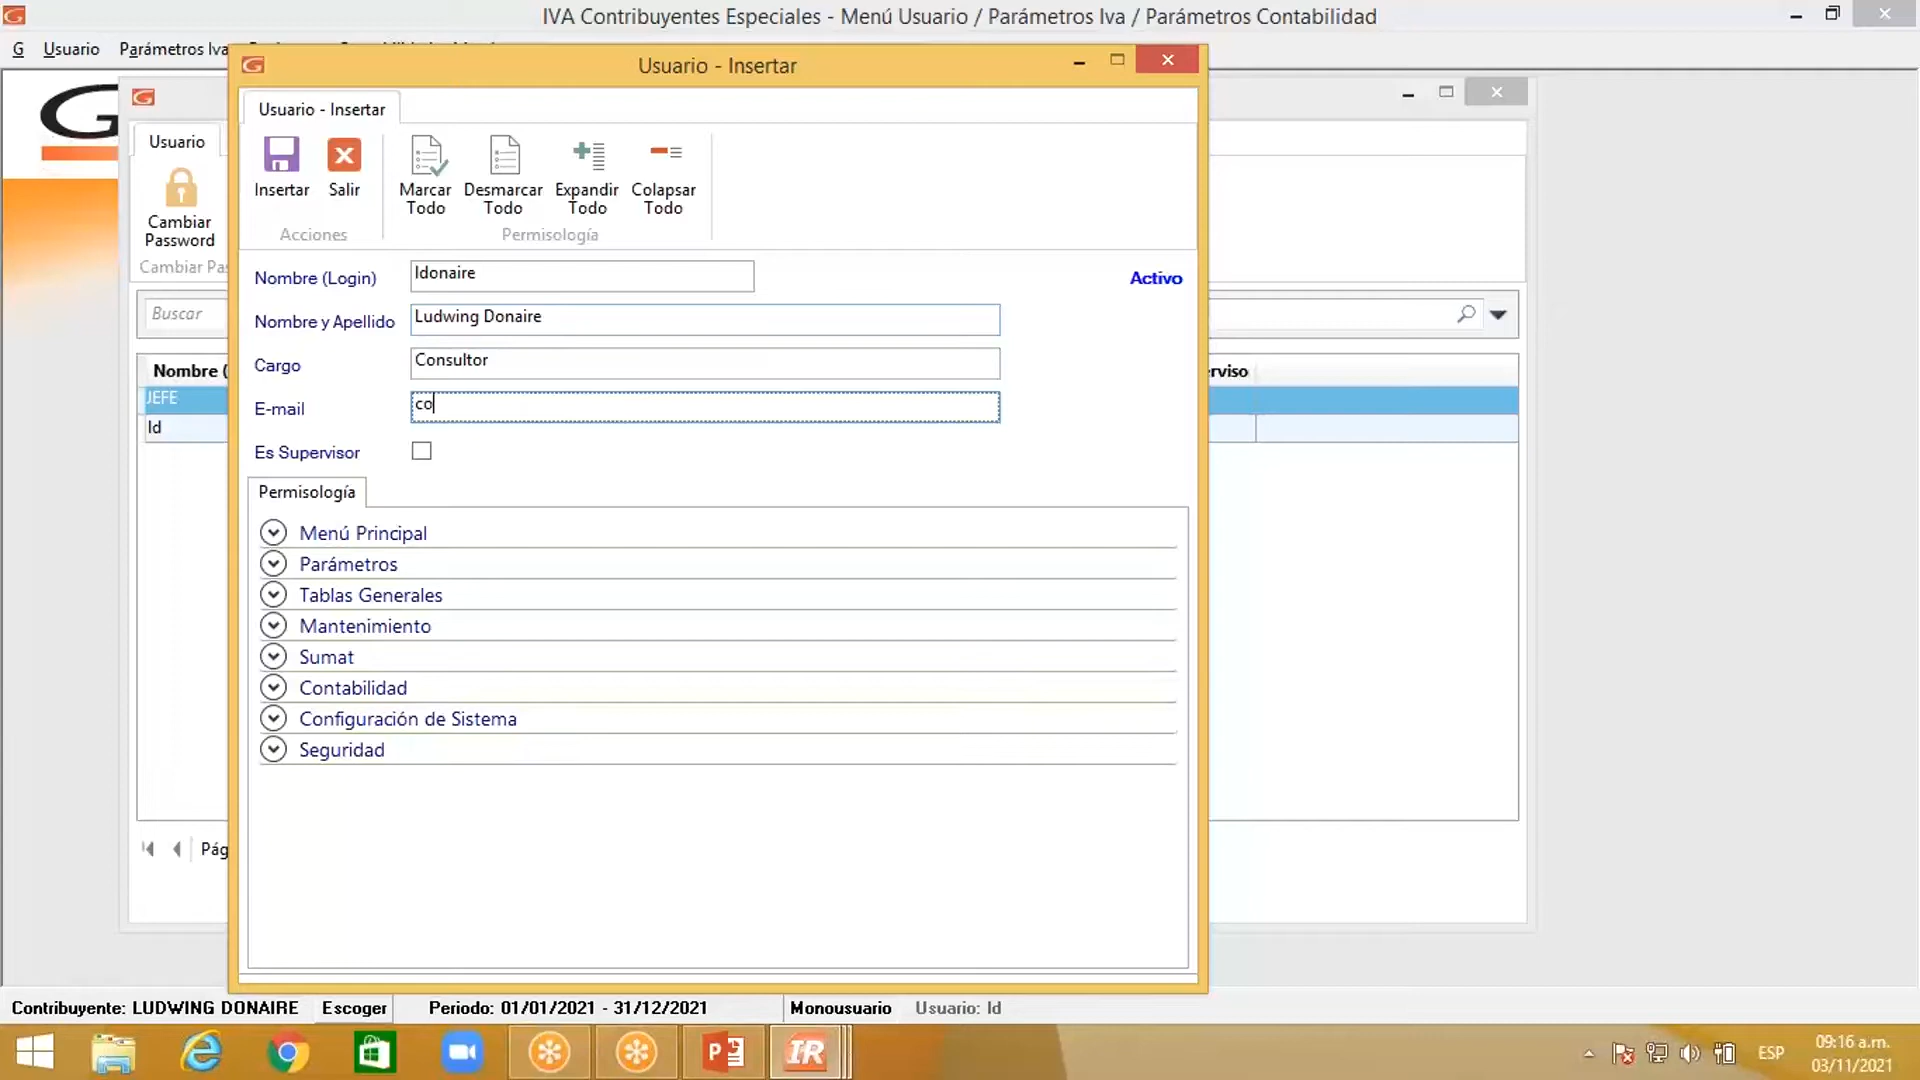 IVA Contribuyentes Especiales - Menú Usuario / Parámetros Iva / Parámetros Contabilidad
G Usuario Parámetros Iva
Usuario - Insertar
Usuario - Insertar
Usuario
Insertar
Salir
Marcar Todo
Desmarcar Todo
Expandir Todo
Colapsar Todo
Acciones
Permisología
Cambiar Password
Cambiar Pa
Nombre (Login) ldonaire Activo
Nombre y Apellido Ludwing Donaire
Buscar
Cargo Consultor
Nombre ( rviso
JEFE
E-mail co
Id
Es Supervisor
Permisología
Menú Principal
Parámetros
Tablas Generales
Mantenimiento
Sumat
Contabilidad
Configuración de Sistema
Seguridad
Pág
Contribuyente: LUDWING DONAIRE Escoger Periodo: 01/01/2021 - 31/12/2021 Monousuario Usuario: Id
P IR ESP 09:16 a.m.
03/11/2021